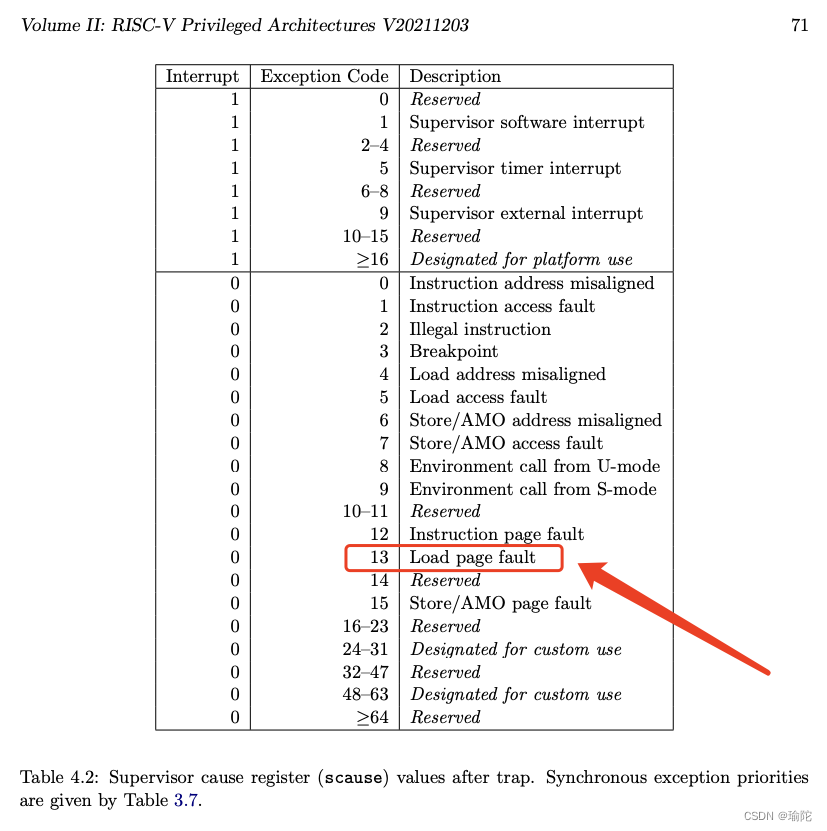 Volume II: RISC-V Privileged Architectures V20211203 71
Interrupt Exception Code Description
1 0 Reserved
1 1 Supervisor software interrupt
1 2–4 Reserved
1 5 Supervisor timer interrupt
1 6–8 Reserved
1 9 Supervisor external interrupt
1 10–15 Reserved
1 ≥16 Designated for platform use
0 0 Instruction address misaligned
0 1 Instruction access fault
0 2 Illegal instruction
0 3 Breakpoint
0 4 Load address misaligned
0 5 Load access fault
0 6 Store/AMO address misaligned
0 7 Store/AMO access fault
0 8 Environment call from U-mode
0 9 Environment call from S-mode
0 10–11 Reserved
0 12 Instruction page fault
0 13 Load page fault
0 14 Reserved
0 15 Store/AMO page fault
0 16–23 Reserved
0 24–31 Designated for custom use
0 32–47 Reserved
0 48–63 Designated for custom use
0 ≥64 Reserved
Table 4.2: Supervisor cause register (scause) values after trap. Synchronous exception priorities
are given by Table 3.7.
CSDN @瑜陀